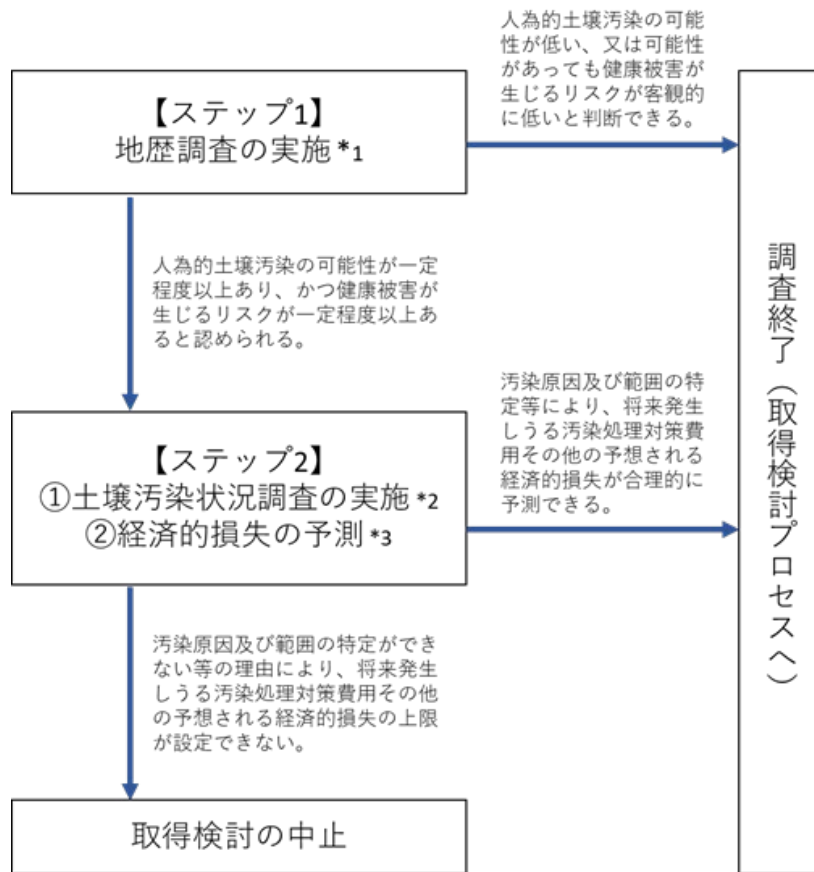 人為的土壌汚染の可能
性が低い、又は可能性
があっても健康被害が
生じるリスクが客観的
に低いと判断できる。
【ステップ1】
地歴調査の実施 *1
人為的土壌汚染の可能性が一定
程度以上あり、かつ健康被害が
生じるリスクが一定程度以上あ
ると認められる。
汚染原因及び範囲の特
定等により、将来発生
しうる汚染処理対策費
用その他の予想される
経済的損失が合理的に
予測できる。
【ステップ2】
①土壌汚染状況調査の実施 *2
②経済的損失の予測 *3
汚染原因及び範囲の特定ができ
ない等の理由により、将来発生
しうる汚染処理対策費用その他
の予想される経済的損失の上限
が設定できない。
取得検討の中止
調査終了（取得検討プロセスへ）